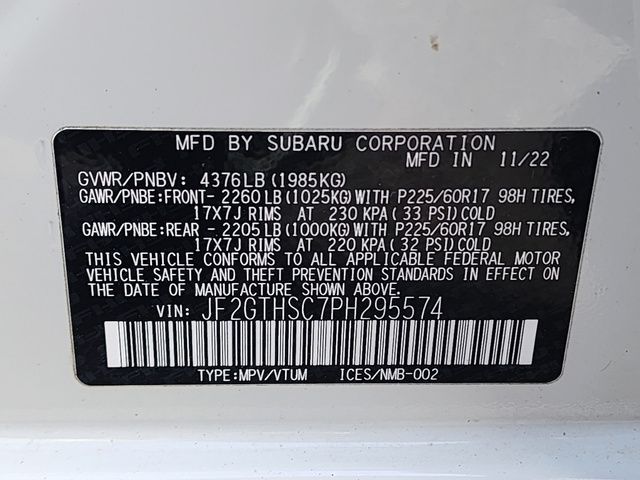 MFD BY SUBARU CORPORATION
MFD IN 11/22
GVWR/PNBV: 4376LB(1985KG)
GAWR/PNBE:FRONT- 2260LB(1025KG)WITH P225/60R17 98H TIRES,
17X7J RIMS AT 230 KPA(33 PSI)COLD
GAWR/PNBE:REAR - 2205LB(1000KG)WITH P225/60R17 98H TIRES,
17X7J RIMS AT 220 KPA(32 PSI)COLD
THIS VEHICLE CONFORMS TO ALL APPLICABLE FEDERAL MOTOR
VEHICLE SAFETY AND THEFT PREVENTION STANDARDS IN EFFECT ON
THE DATE OF MANUFACTURE SHOWN ABOVE.
VIN: JF2GTHSC7PH295574
TYPE:MPV/VTUM ICES/NMB-002